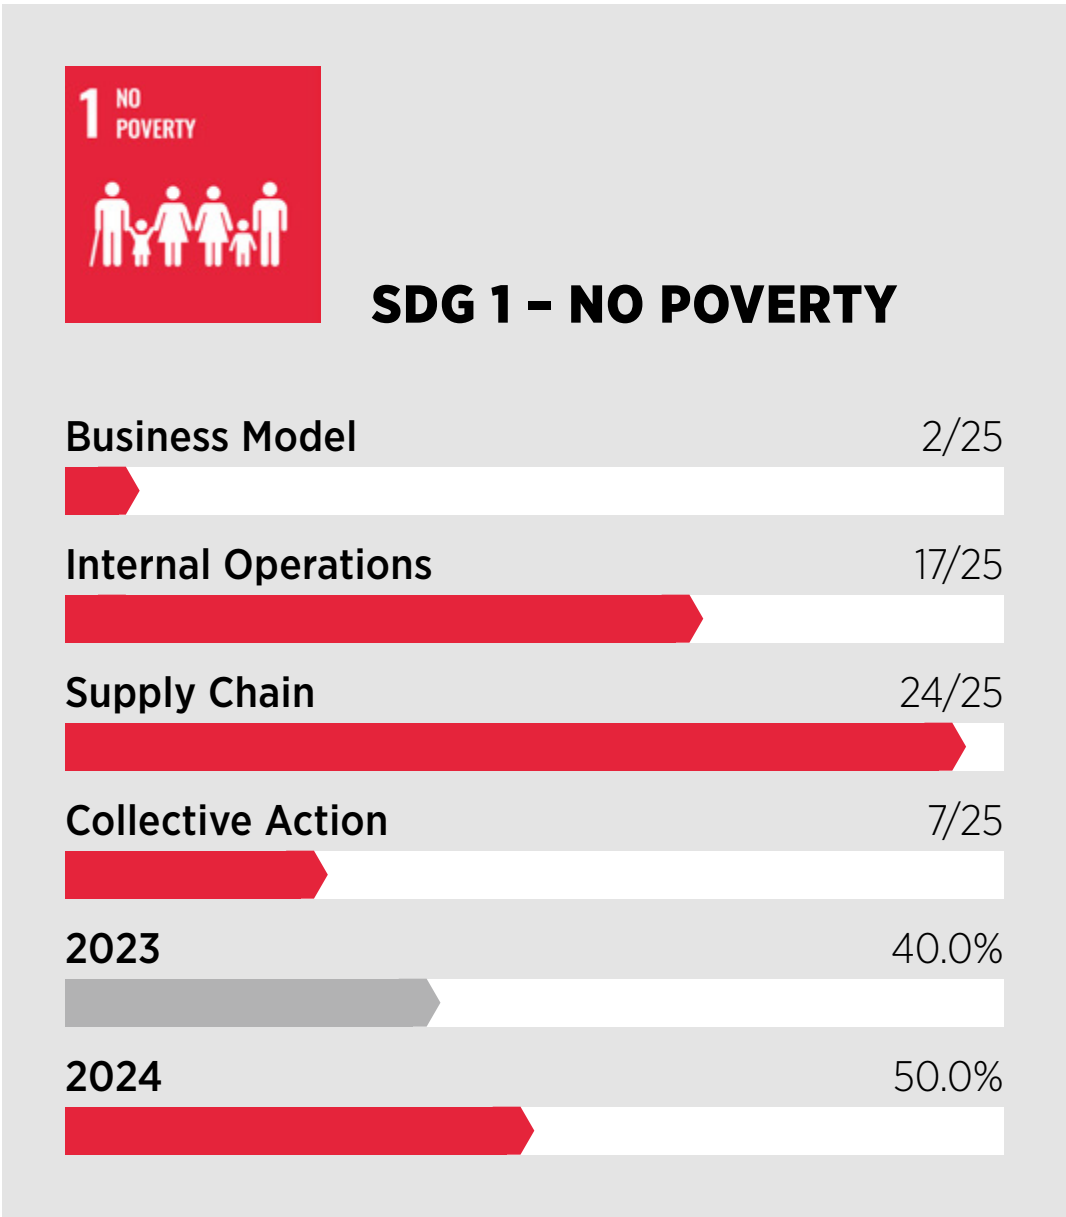 1 NO
POVERTY
SDG 1 – NO POVERTY
Business Model 2/25
Internal Operations 17/25
Supply Chain 24/25
Collective Action 7/25
2023 40.0%
2024 50.0%